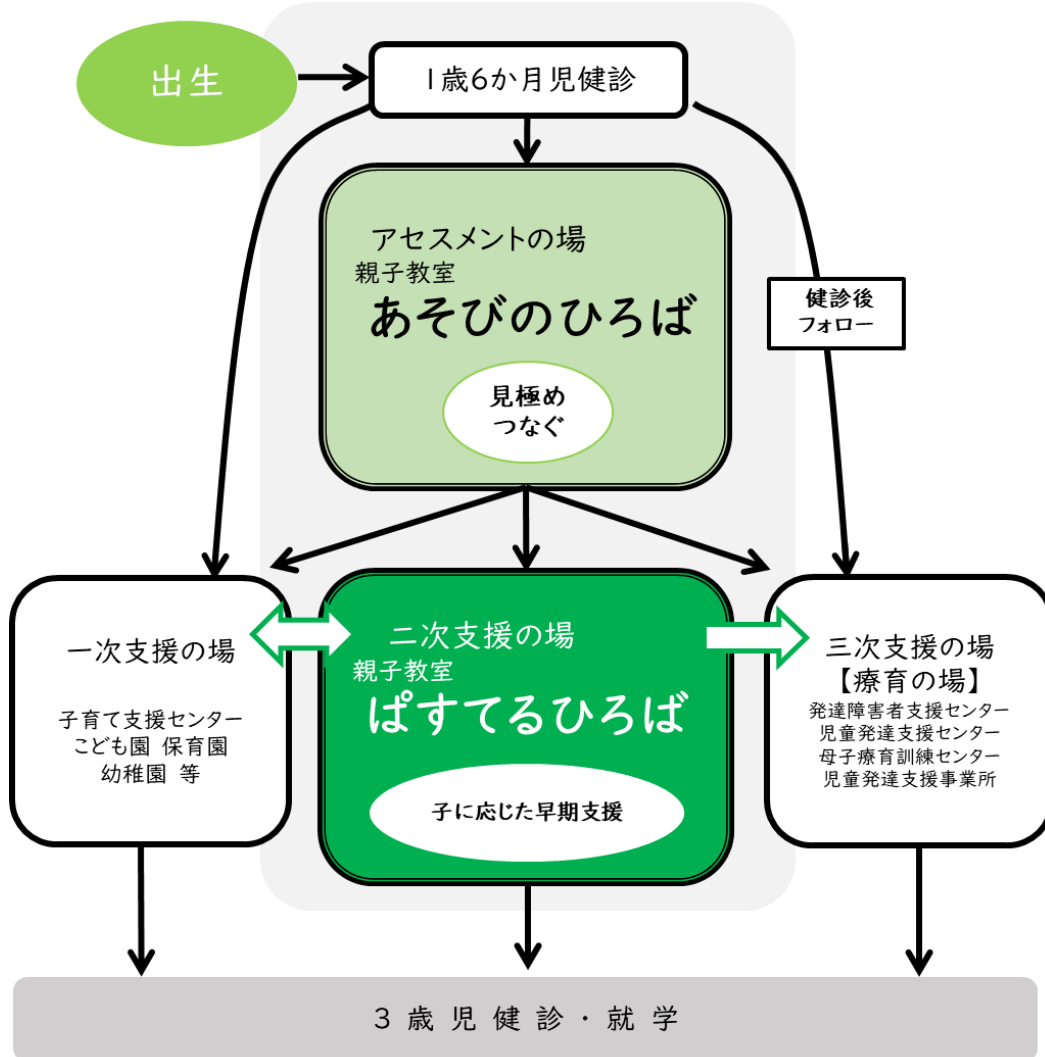 出生
1歳6か月児健診
アセスメントの場
親子教室
あそびのひろば
見極め
つなぐ
健診後
フォロー
一次支援の場
子育て支援センター
こども園 保育園
幼稚園 等
二次支援の場
親子教室
ぱすてるひろば
子に応じた早期支援
三次支援の場
【療育の場】
発達障害者支援センター
児童発達支援センター
母子療育訓練センター
児童発達支援事業所
3歳児健診・就学